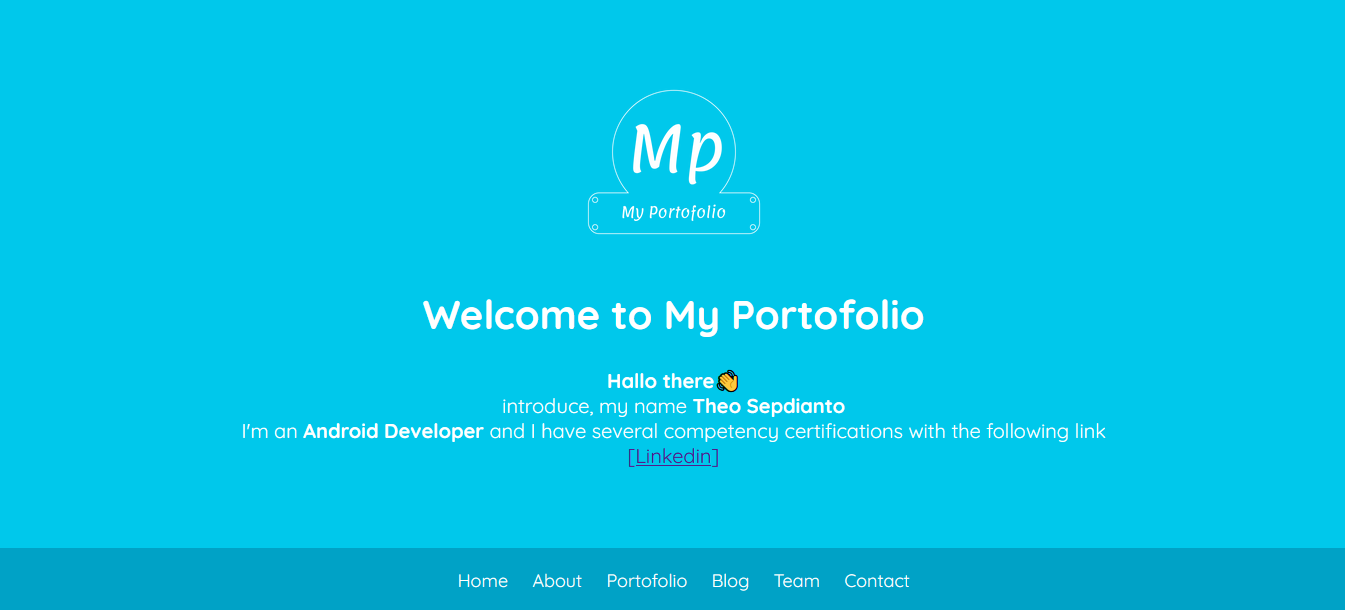 Mp
My Portofolio
Welcome to My Portofolio
Hallo there👏
introduce, my name Theo Sepdianto
I'm an Android Developer and I have several competency certifications with the following link
[Linkedin]
Home About Portofolio Blog Team Contact